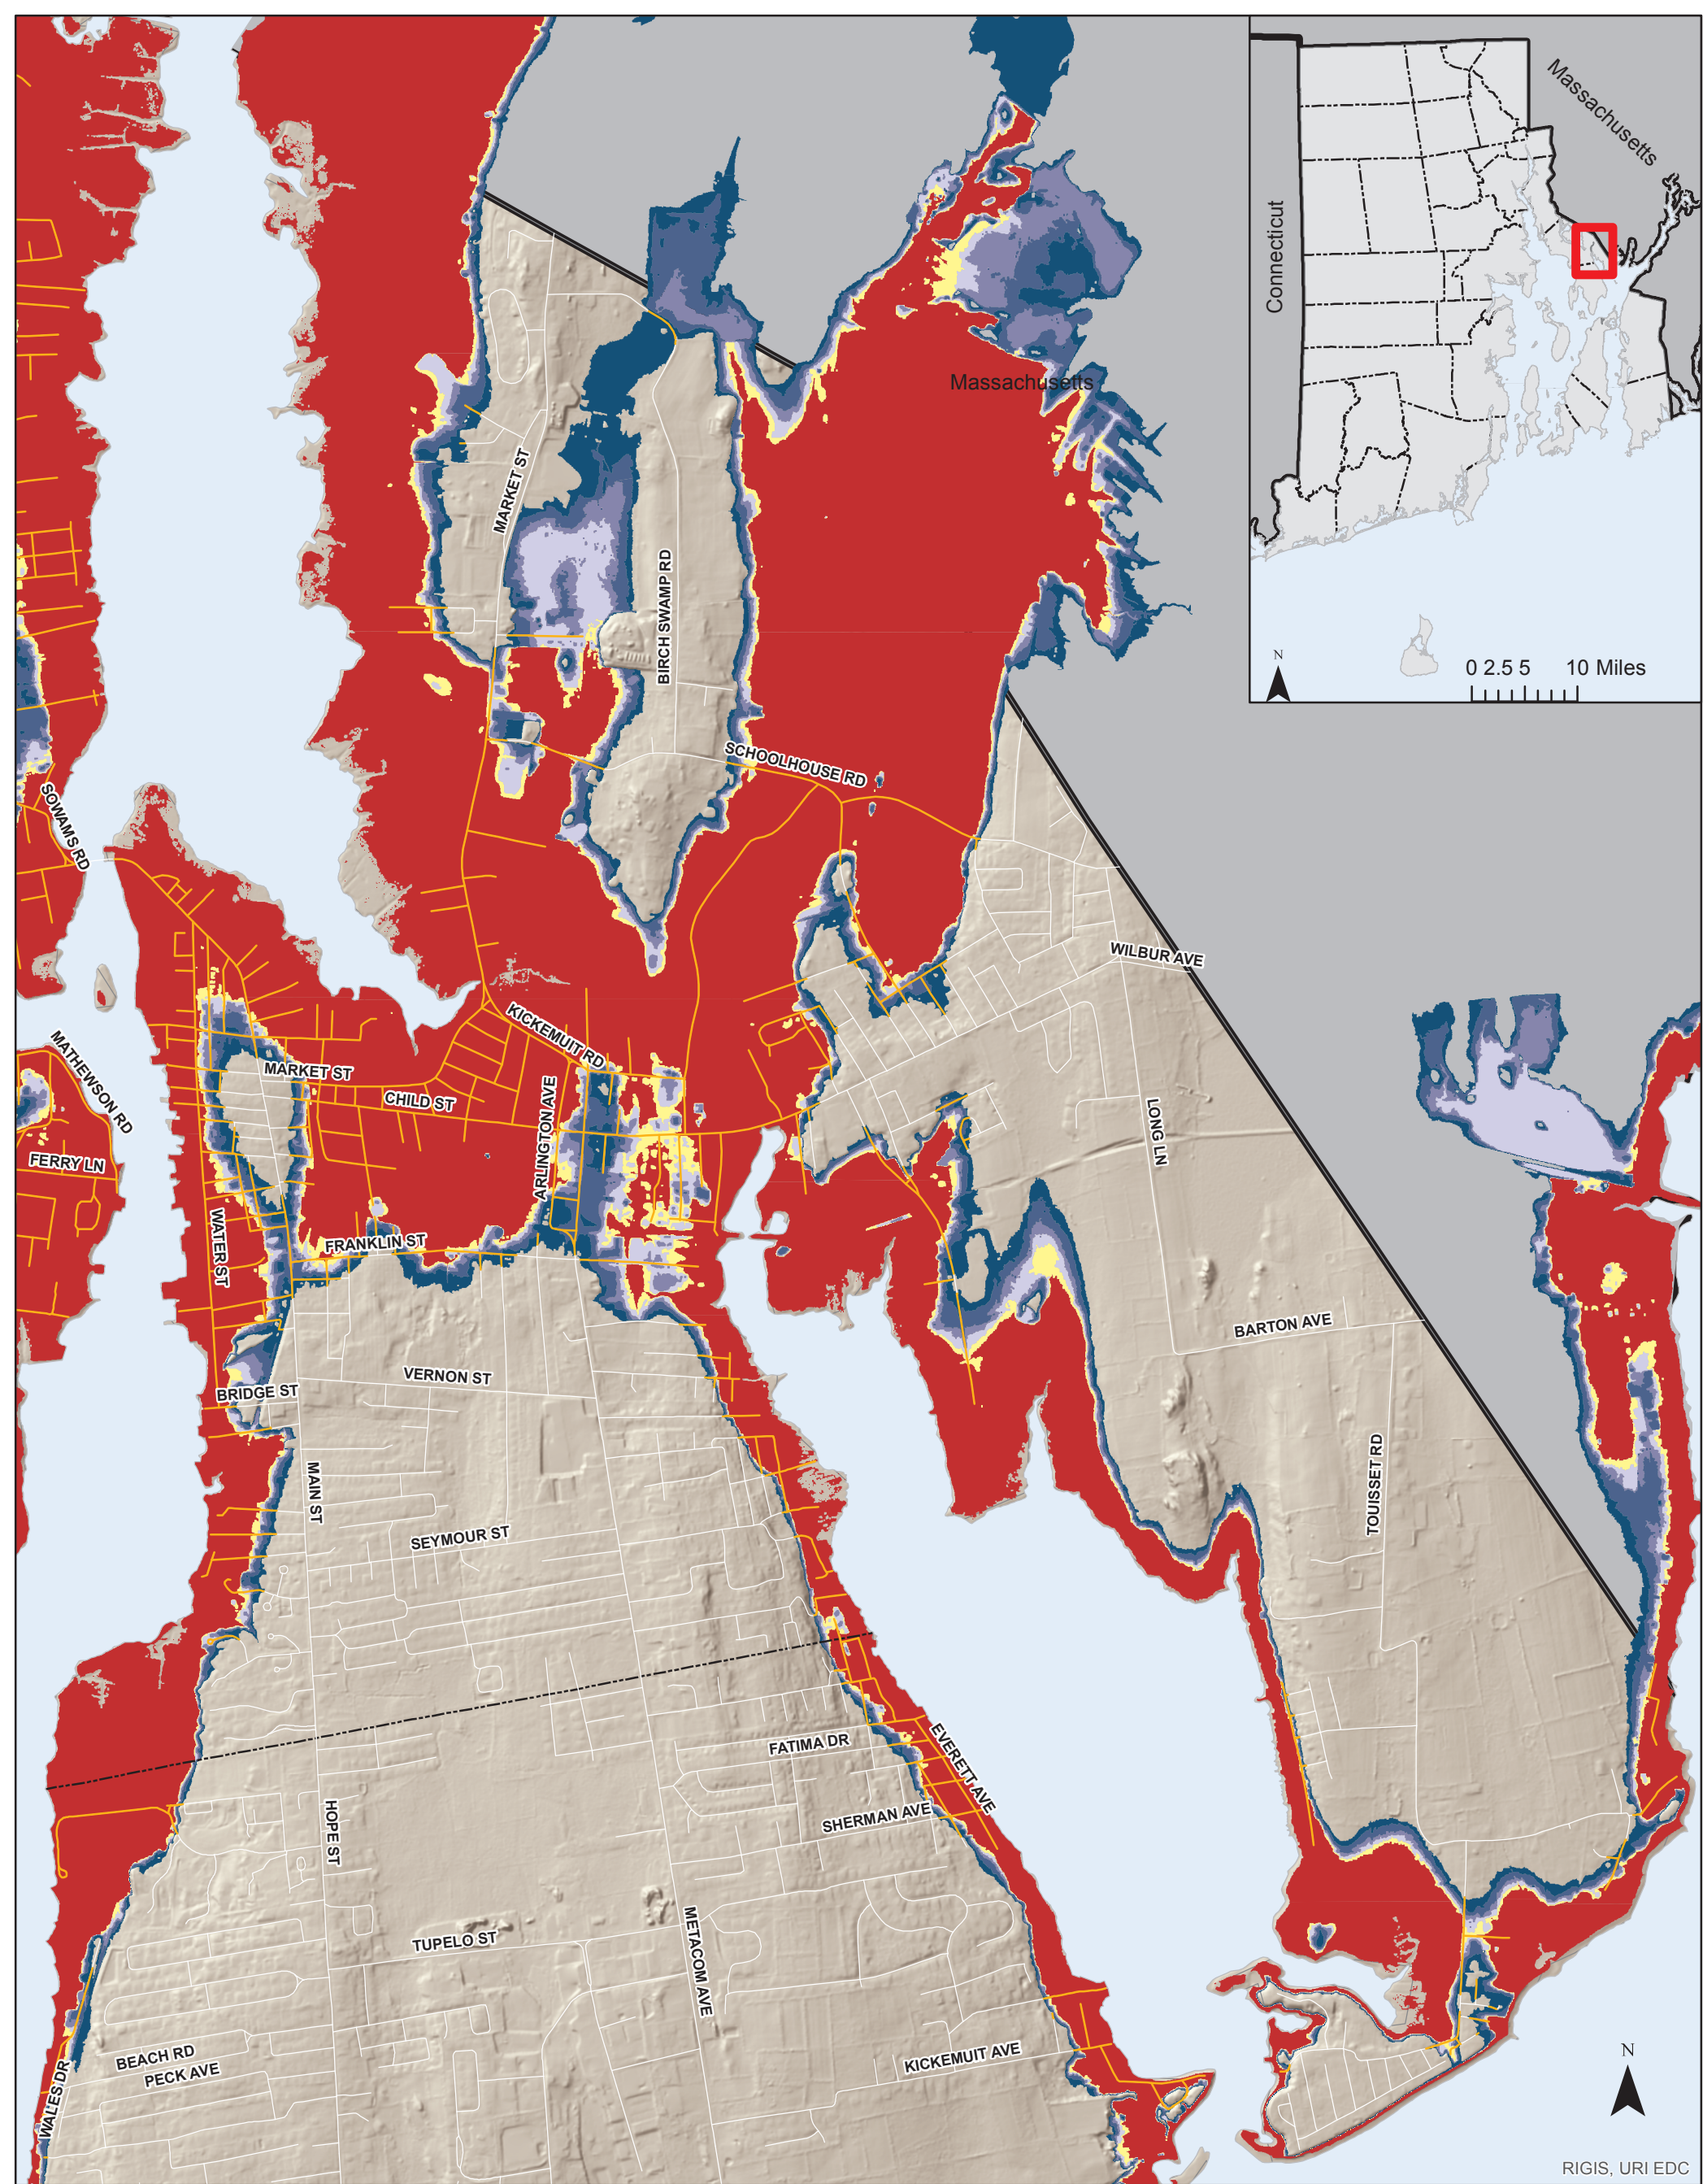 Massachusetts
Connecticut
N
0 2.5 5 10 Miles
Massachusetts
MARKET ST
BIRCH SWAMP RD
SCHOOLHOUSE RD
SOWAMS RD
WILBUR AVE
KICKEMUIT RD
MATHEWSON RD
MARKET ST
CHILD ST
ARLINGTON AVE
LONG LN
FERRY LN
WATER ST
FRANKLIN ST
BARTON AVE
VERNON ST
BRIDGE ST
MAIN ST
TOUISSET RD
SEYMOUR ST
FATIMA DR
EVERETT AVE
SHERMAN AVE
HOPE ST
METACOM AVE
TUPELO ST
BEACH RD
PECK AVE
KICKEMUIT AVE
WALES DR
N
RIGIS, URI EDC